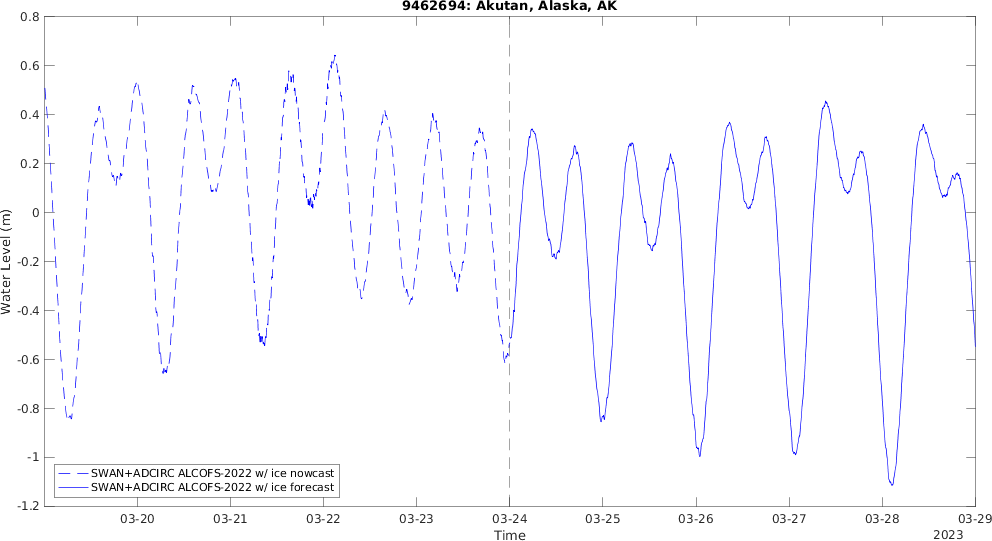 9462694: Akutan, Alaska, AK
Water Level (m)
0.8
0.6
0.4
0.2
0
-0.2
-0.4
-0.6
-0.8
-1
-1.2
SWAN+ADCIRC ALCOFS-2022 w/ ice nowcast
SWAN+ADCIRC ALCOFS-2022 w/ ice forecast
03-20 03-21 03-22 03-23 03-24 03-25 03-26 03-27 03-28 03-29
Time
2023